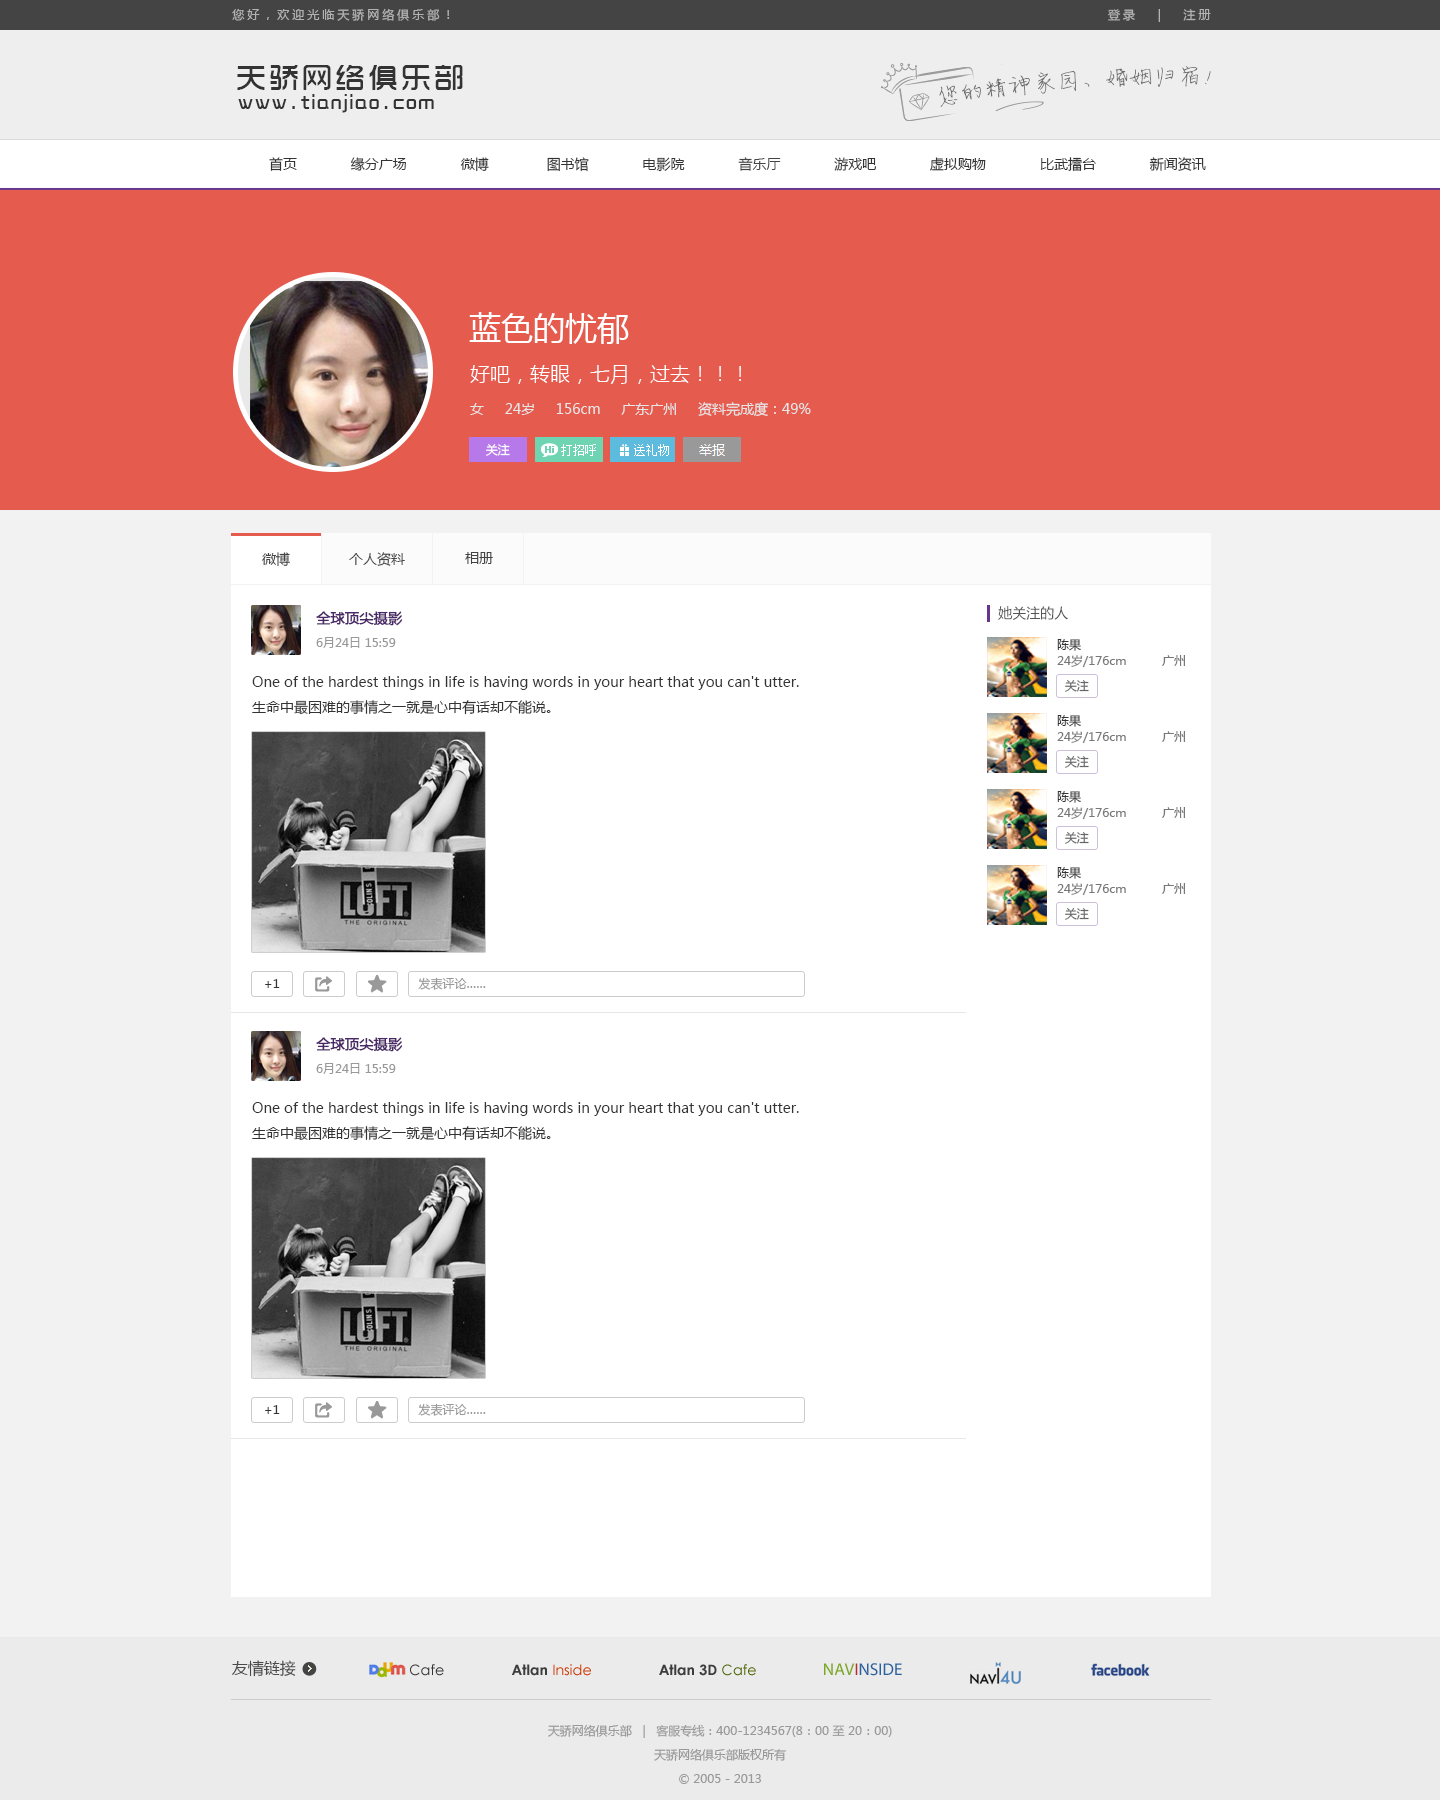 您好，欢迎光临天骄网络俱乐部！
登录 | 注册
天骄网络俱乐部
www.tianjiao.com
您的精神家园、婚姻归宿！
首页 缘分广场 微博 图书馆 电影院 音乐厅 游戏吧 虚拟购物 比武擂台 新闻资讯
蓝色的忧郁
好吧，转眼，七月，过去！！！
女 24岁 156cm 广东广州 资料完成度：49%
关注 Hi 打招呼 送礼物 举报
微博 个人资料 相册
全球顶尖摄影
6月24日 15:59
One of the hardest things in life is having words in your heart that you can't utter.
生命中最困难的事情之一就是心中有话却不能说。
LOFT.
THE ORIGINAL
COLIN'S
+1 发表评论......
全球顶尖摄影
6月24日 15:59
One of the hardest things in life is having words in your heart that you can't utter.
生命中最困难的事情之一就是心中有话却不能说。
LOFT.
THE ORIGINAL
COLIN'S
+1 发表评论......
她关注的人
陈果
24岁/176cm 广州
关注
陈果
24岁/176cm 广州
关注
陈果
24岁/176cm 广州
关注
陈果
24岁/176cm 广州
关注
友情链接 Daum Cafe Atlan Inside Atlan 3D Cafe NAVINSIDE NAVI4U facebook
天骄网络俱乐部 | 客服专线：400-1234567(8：00 至 20：00)
天骄网络俱乐部版权所有
© 2005 - 2013